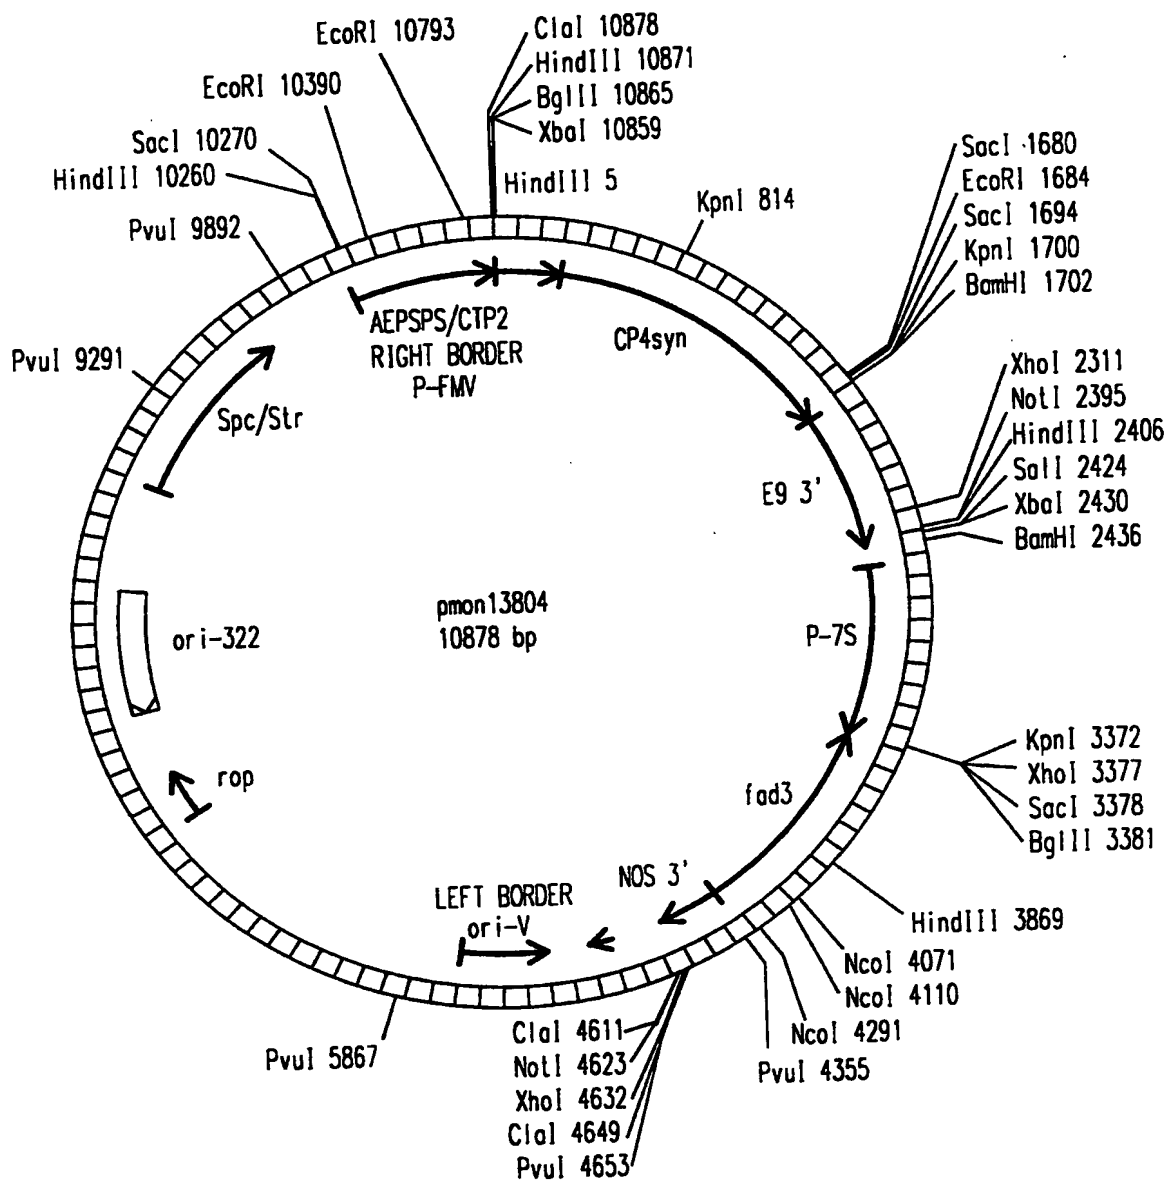 EcoRI 10793
ClaI 10878
HindIII 10871
BglII 10865
XbaI 10859
HindIII 5
EcoRI 10390
SacI 10270
HindIII 10260
PvuI 9892
PvuI 9291
KpnI 814
SacI 1680
EcoRI 1684
SacI 1694
KpnI 1700
BamHI 1702
XhoI 2311
NotI 2395
HindIII 2406
SalI 2424
XbaI 2430
BamHI 2436
AEPSPS/CTP2
RIGHT BORDER
P-FMV
CP4syn
Spc/Str
E9 3'
pmon13804
10878 bp
P-7S
ori-322
rop
fad3
NOS 3'
LEFT BORDER
ori-V
KpnI 3372
XhoI 3377
SacI 3378
BglII 3381
HindIII 3869
NcoI 4071
NcoI 4110
NcoI 4291
PvuI 4355
ClaI 4611
NotI 4623
XhoI 4632
ClaI 4649
PvuI 4653
PvuI 5867